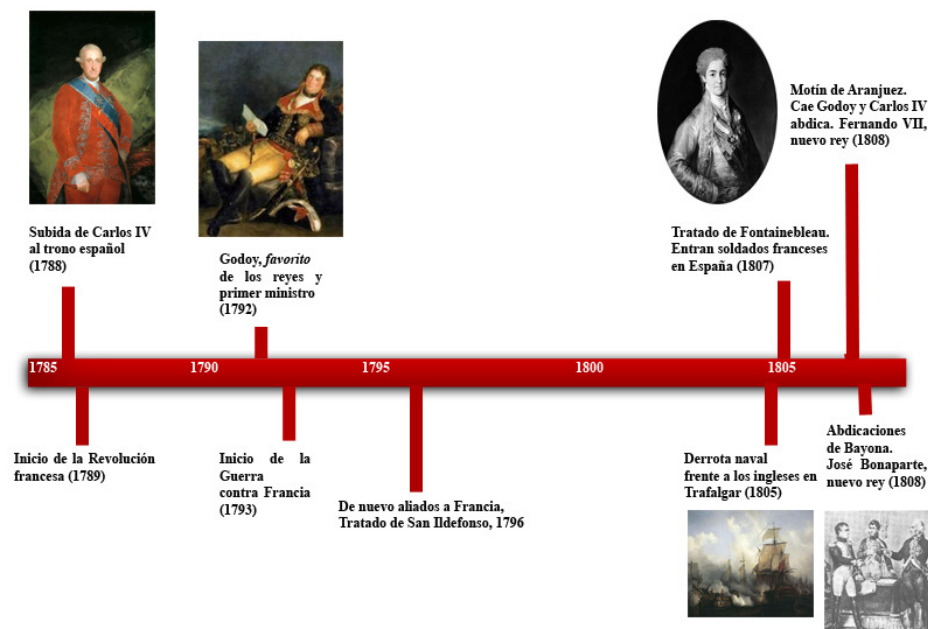 Motín de Aranjuez.
Cae Godoy y Carlos IV
abdica. Fernando VII,
nuevo rey (1808)
Subida de Carlos IV
al trono español
(1788)
Godoy, favorito
de los reyes y
primer ministro
(1792)
Tratado de Fontainebleau.
Entran soldados franceses
en España (1807)
1785
1790
1795
1800
1805
Inicio de la Revolución
francesa (1789)
Inicio de la
Guerra
contra Francia
(1793)
De nuevo aliados a Francia,
Tratado de San Ildefonso, 1796
Derrota naval
frente a los ingleses en
Trafalgar (1805)
Abdicaciones
de Bayona.
José Bonaparte,
nuevo rey (1808)